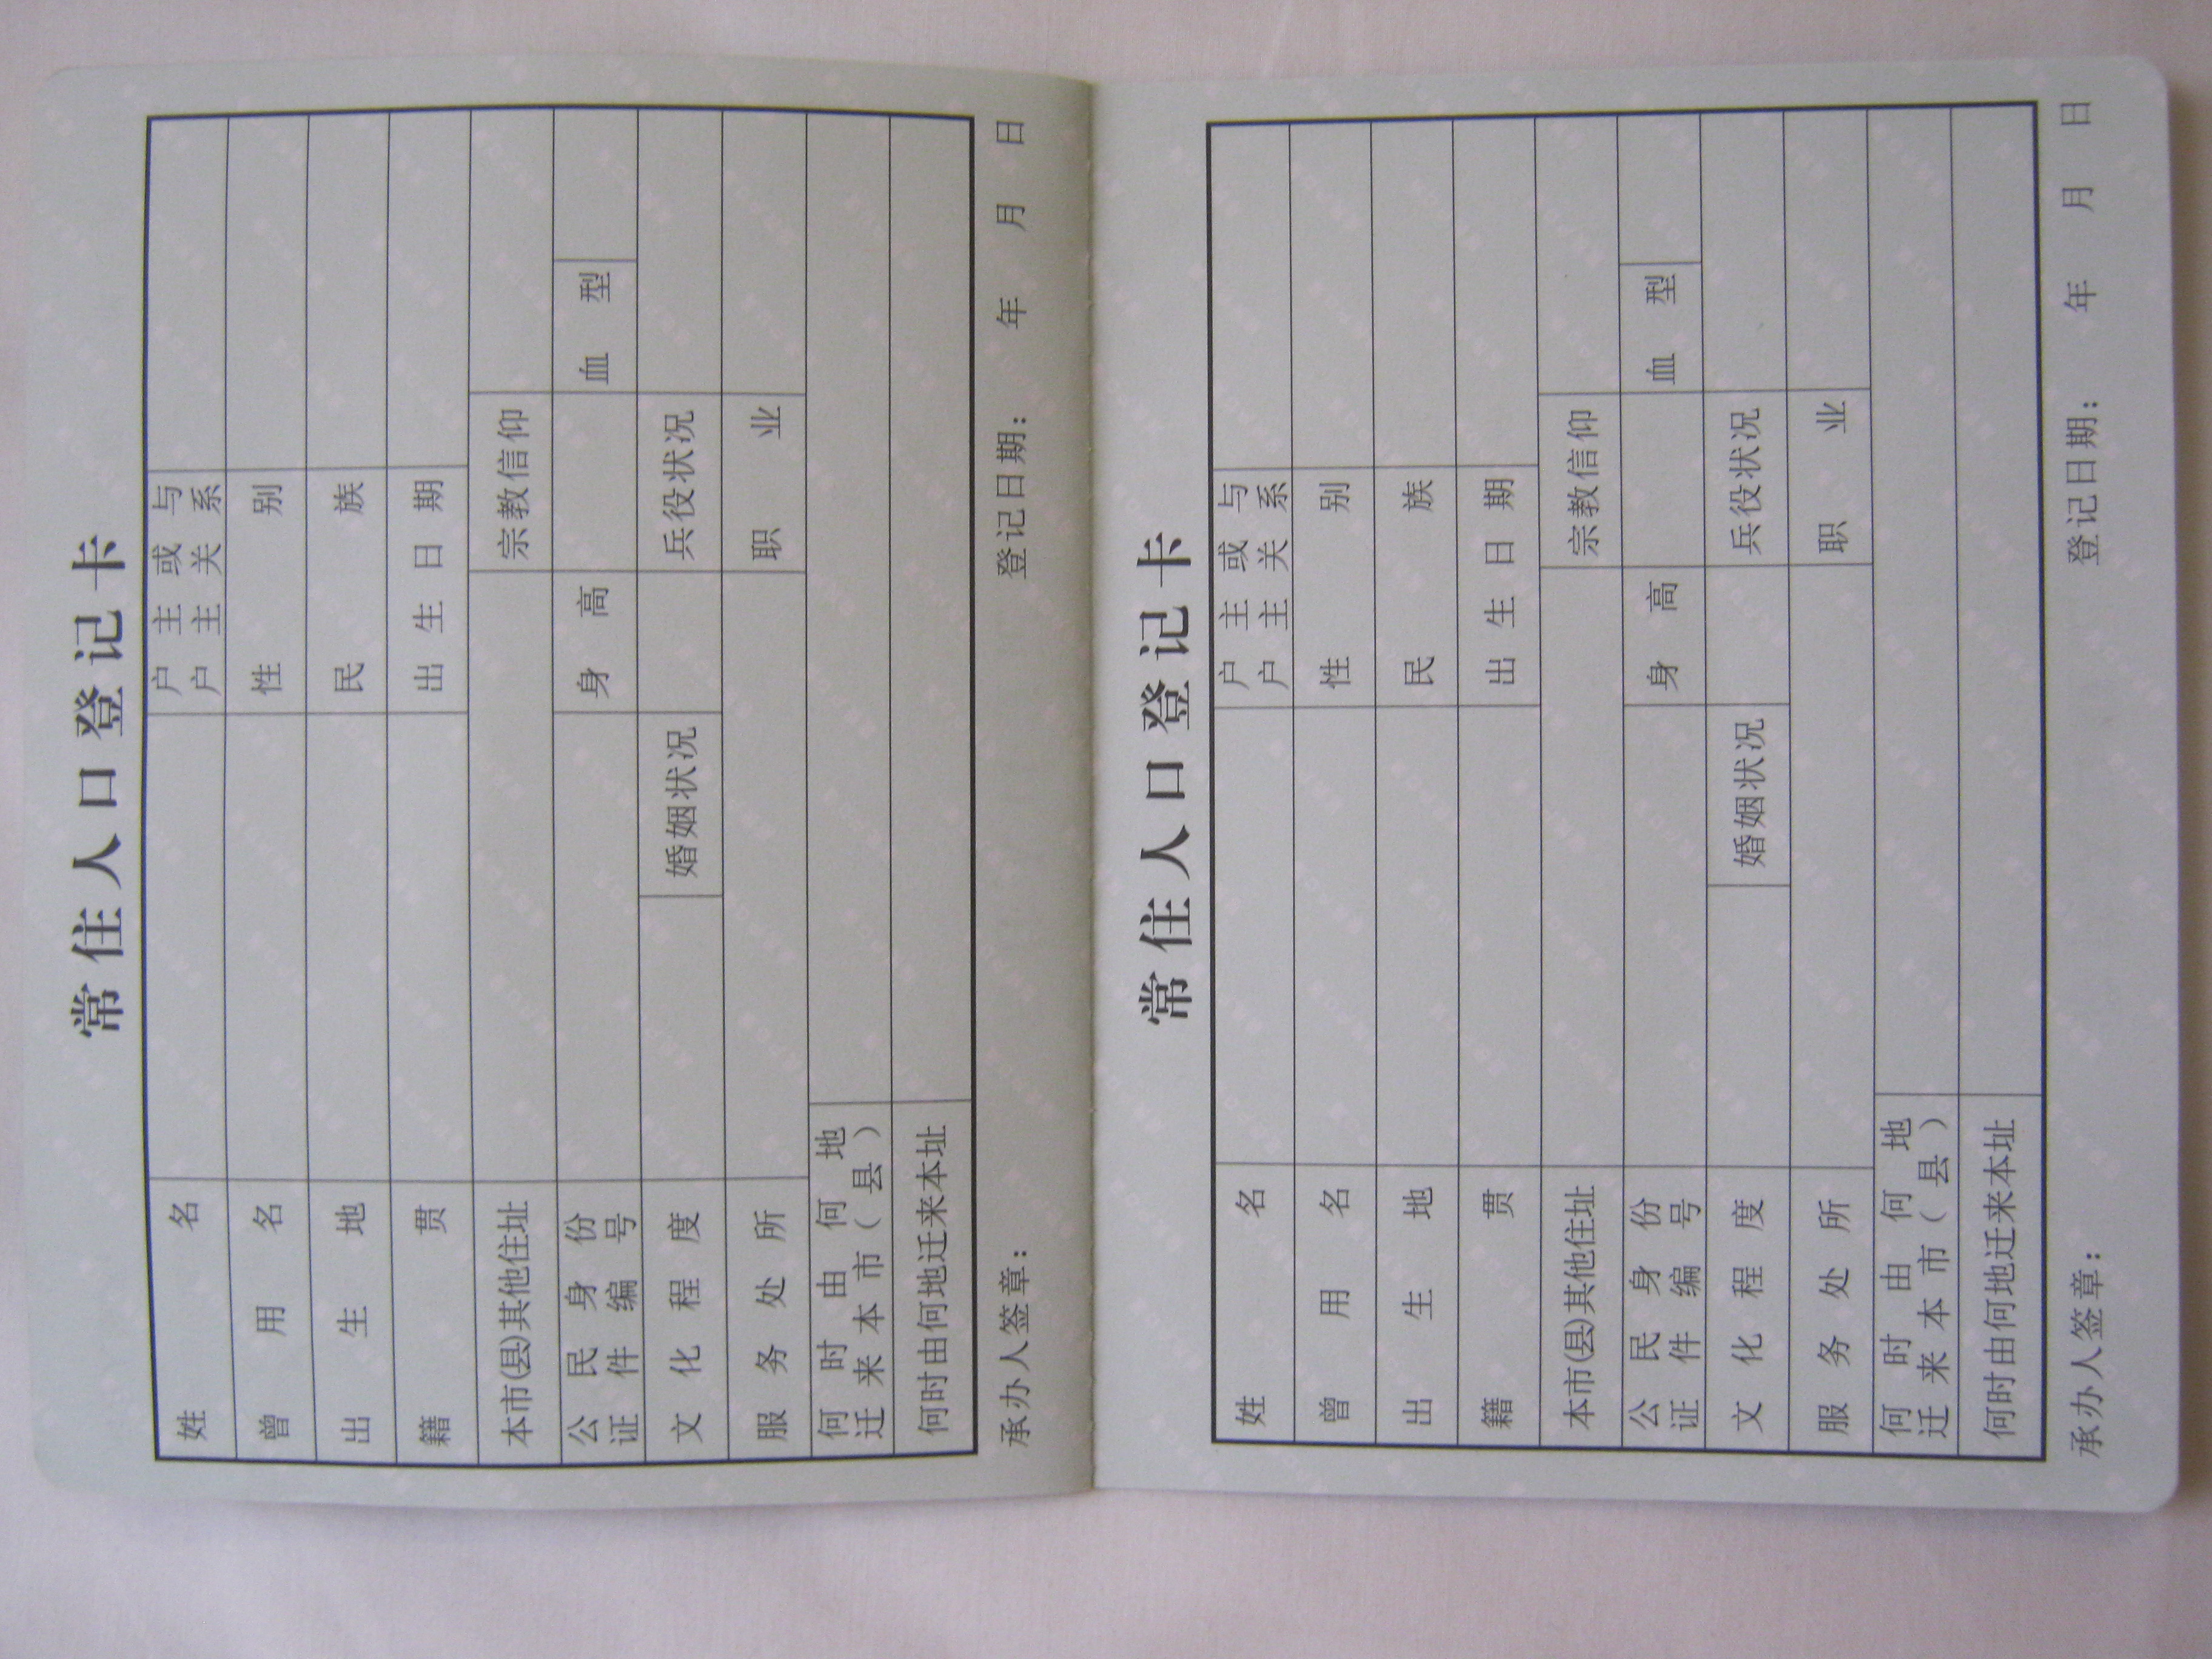 常住人口登记卡
姓名 户主或与户主关系
曾用名 性别
出生地 民族
籍贯 出生日期
本市(县)其他住址 宗教信仰
公民身份证件编号 身高 血型
文化程度 婚姻状况 兵役状况
服务处所 职业
何时由何地迁来本市(县)
何时由何地迁来本址
承办人签章： 登记日期： 年 月 日
常住人口登记卡
姓名 户主或与户主关系
曾用名 性别
出生地 民族
籍贯 出生日期
本市(县)其他住址 宗教信仰
公民身份证件编号 身高 血型
文化程度 婚姻状况 兵役状况
服务处所 职业
何时由何地迁来本市(县)
何时由何地迁来本址
承办人签章： 登记日期： 年 月 日